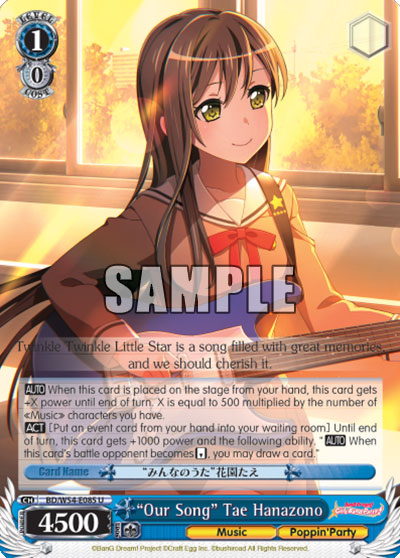 LEVEL
1
0
COST
SAMPLE
Twinkle Twinkle Little Star is a song filled with great memories,
and we should cherish it.
AUTO When this card is placed on the stage from your hand, this card gets
+X power until end of turn. X is equal to 500 multiplied by the number of
«Music» characters you have.
ACT [Put an event card from your hand into your waiting room] Until end of
turn, this card gets +1000 power and the following ability. "AUTO When
this card's battle opponent becomes, you may draw a card."
Card Name
“みんなのうた”花園たえ
CH BD/W54-E085 U
POWER
4500
“Our Song” Tae Hanazono
Music
Poppin'Party
©BanG Dream! Project ©Craft Egg Inc. ©bushiroad All Rights Reserved.